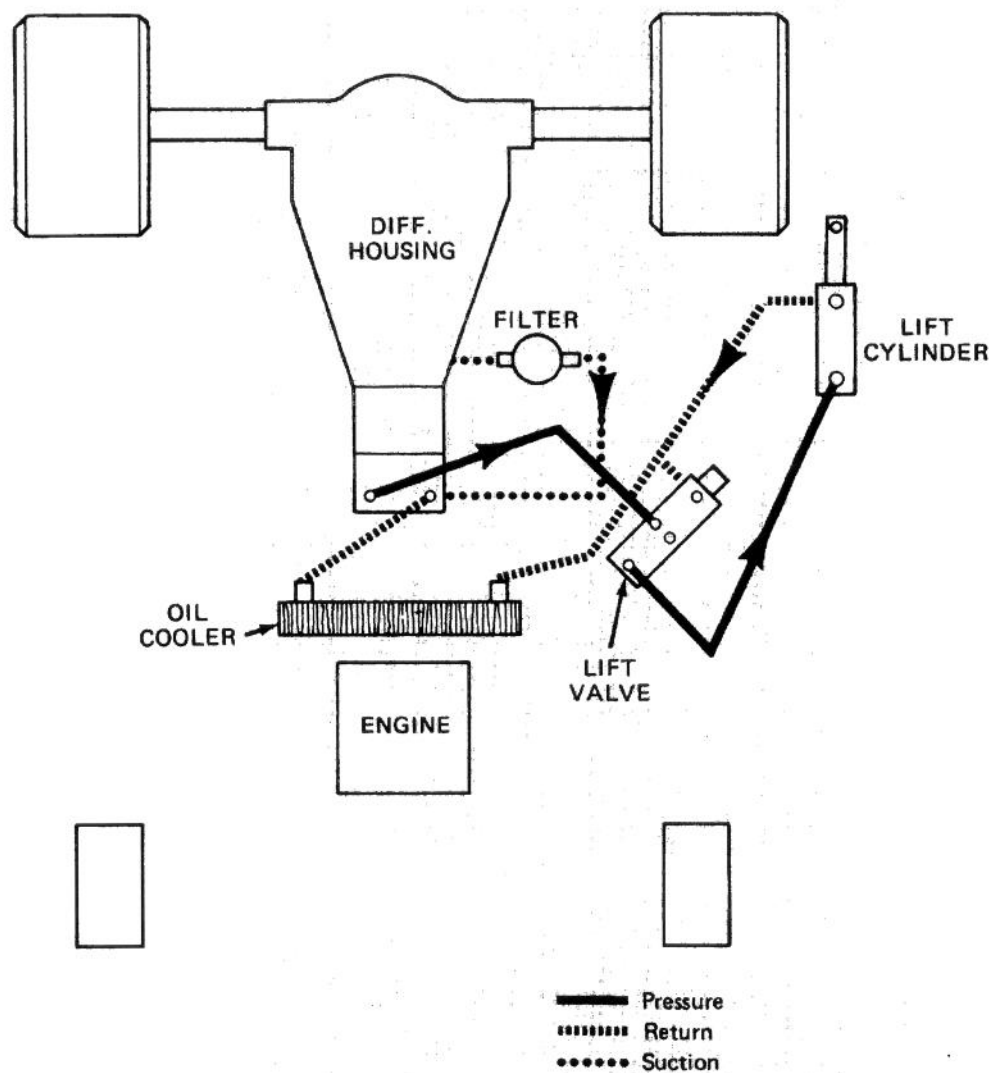 DIFF.
HOUSING
FILTER
LIFT
CYLINDER
OIL
COOLER
LIFT
VALVE
ENGINE
Pressure
Return
Suction